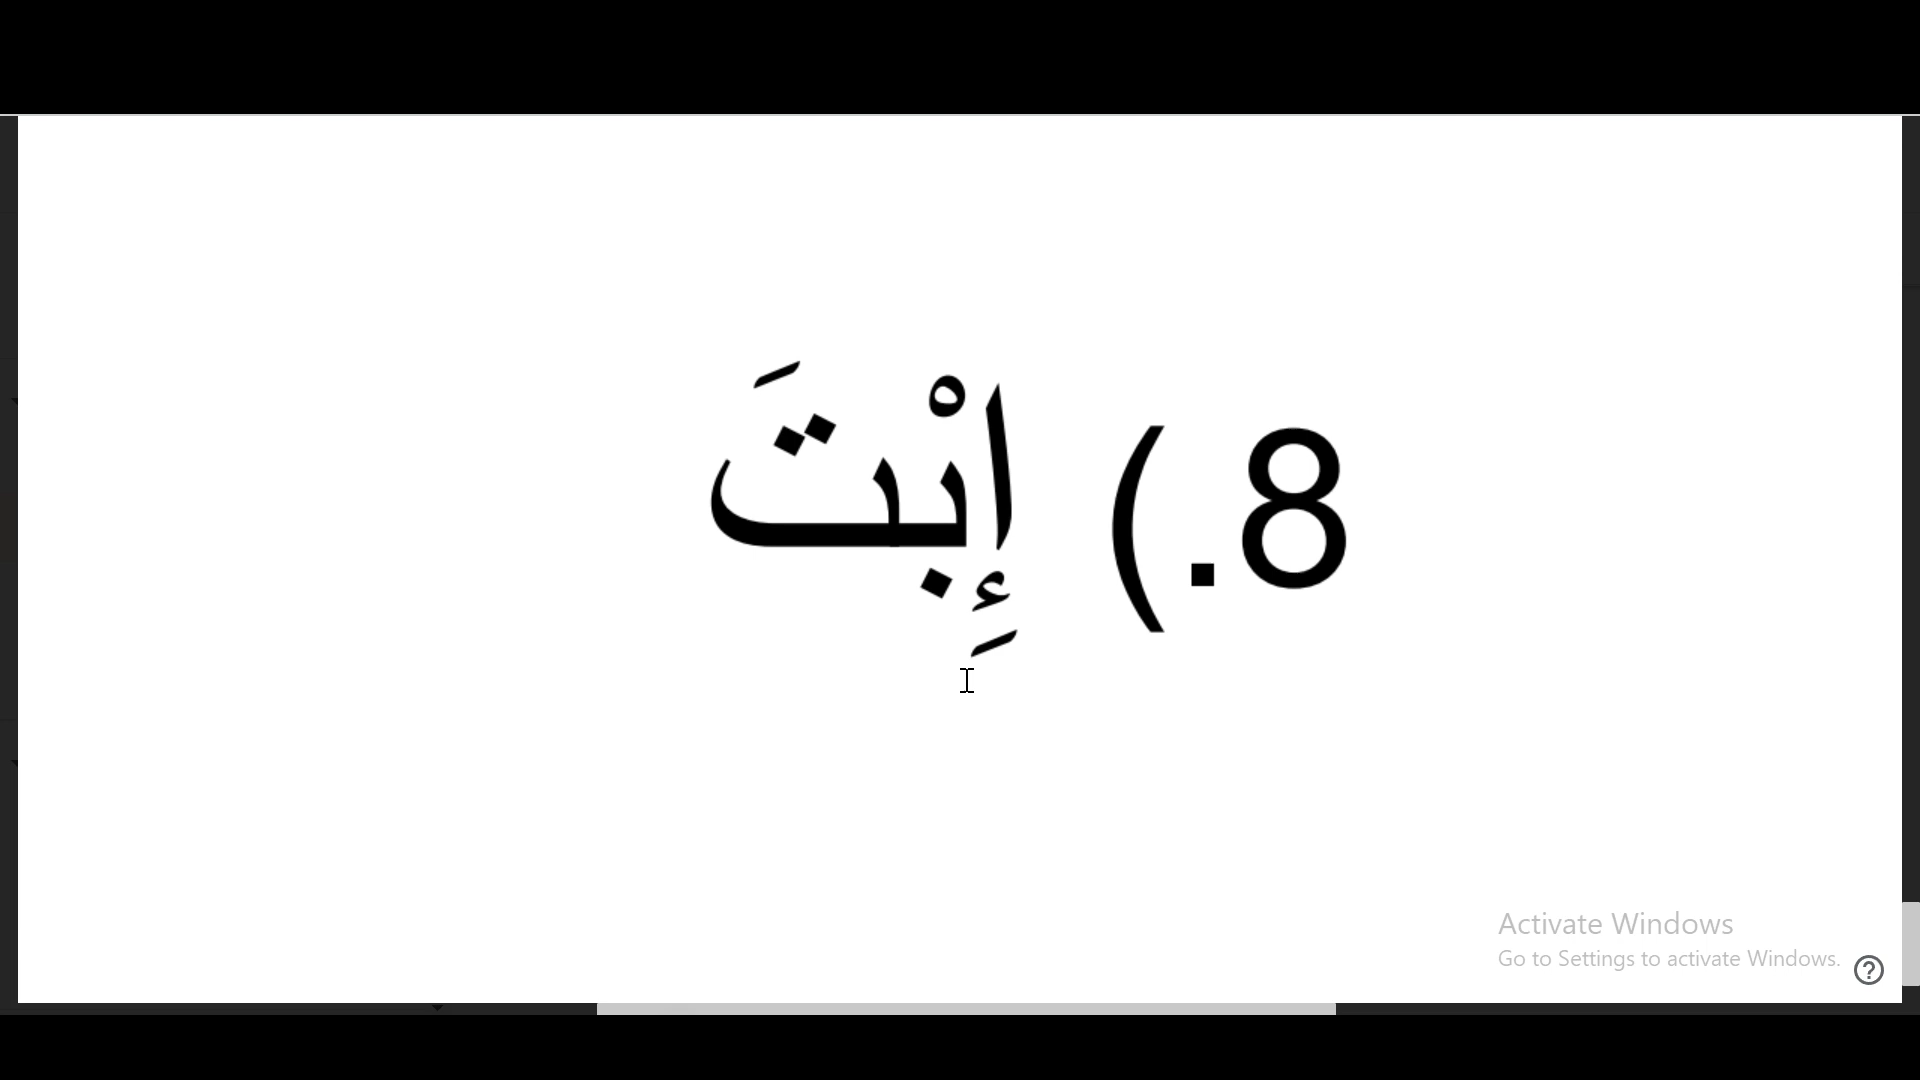 8.) إِبْتَ
Activate Windows
Go to Settings to activate Windows.